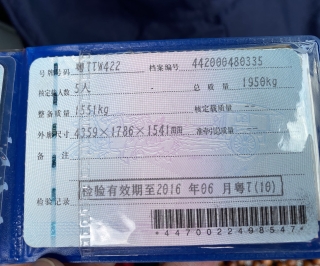 号牌号码 粤TTW422 档案编号 442000480335
核定载人数 5人 总质量 1950kg
整备质量 1551kg 核定载质量 --
外廓尺寸 4359×1786×1541mm 准牵引总质量 --
备注
检验记录 检验有效期至2016年06月粤T(10)
*4470022498547*